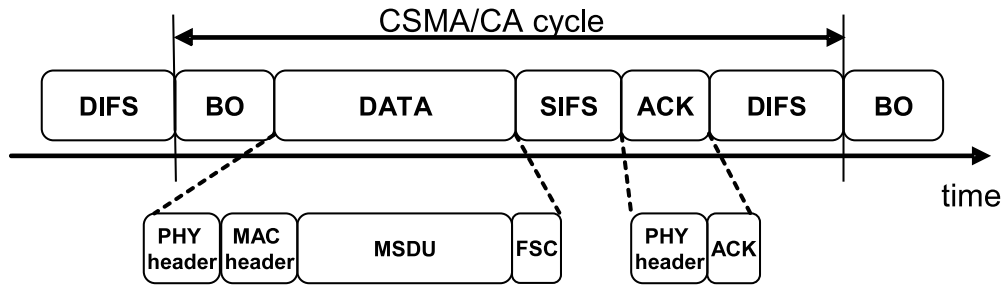 CSMA/CA cycle
DIFS BO DATA SIFS ACK DIFS BO
time
PHY header MAC header MSDU FSC PHY header ACK